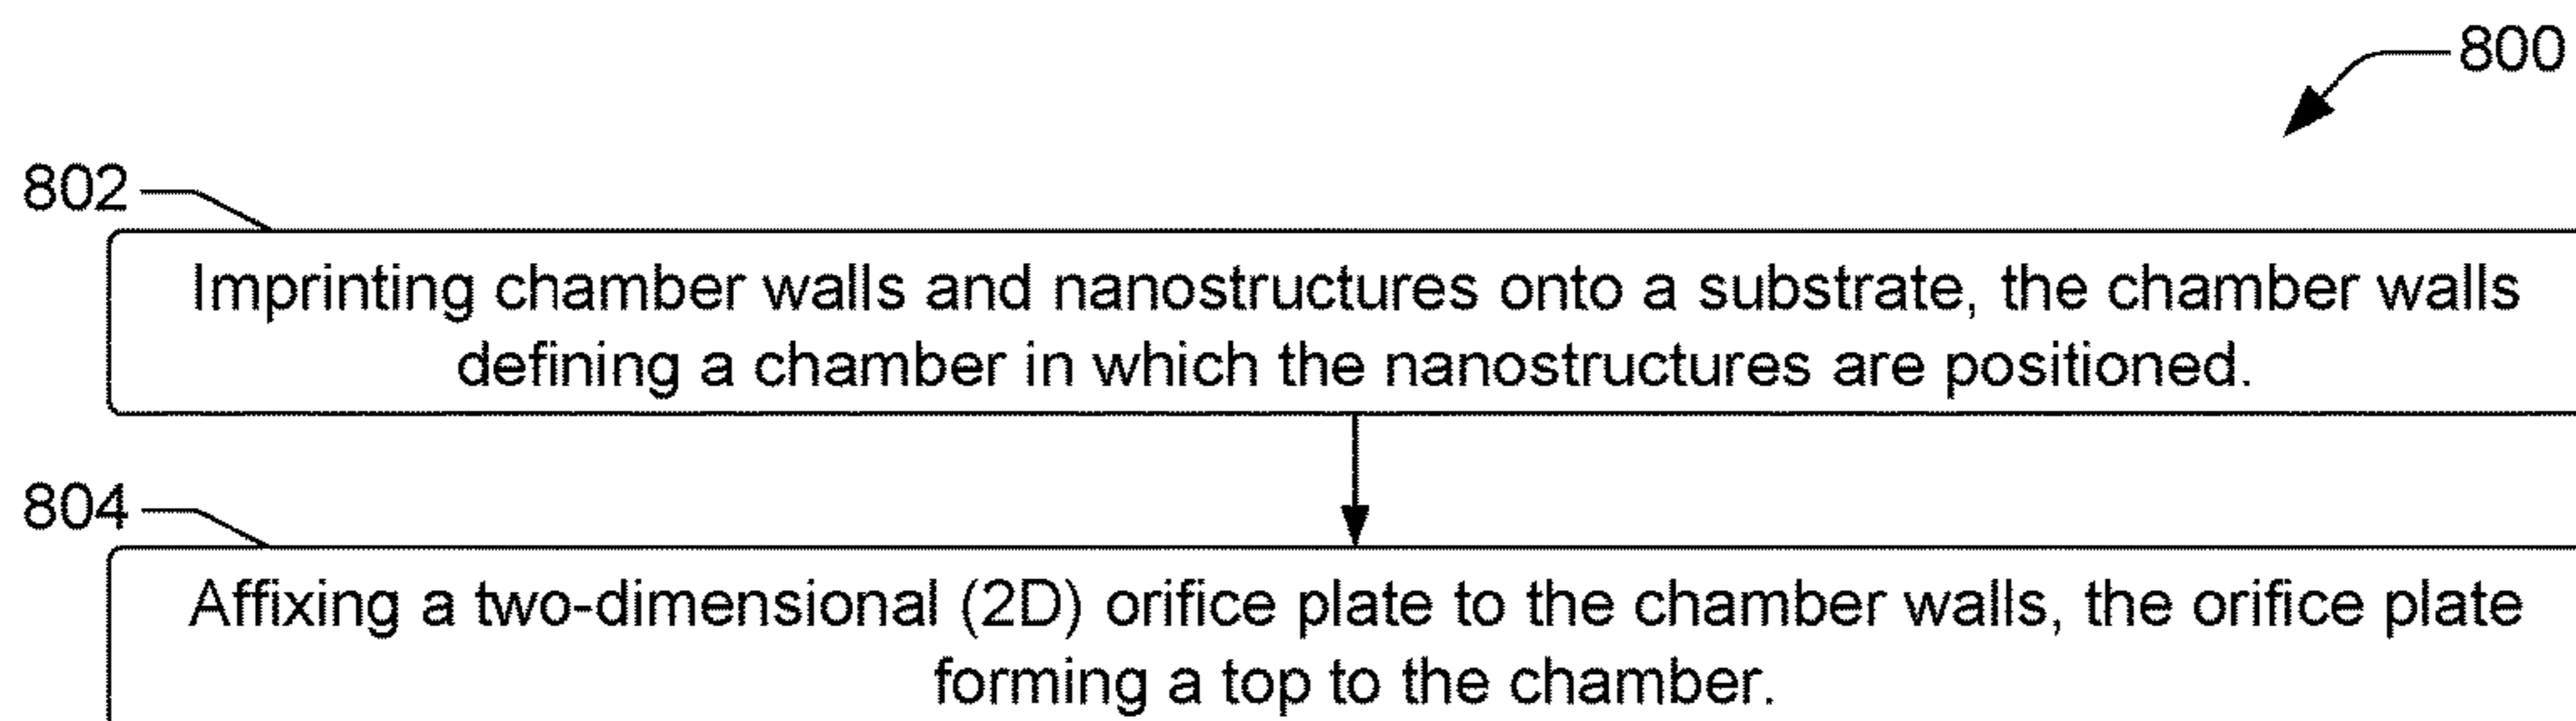 800
802
Imprinting chamber walls and nanostructures onto a substrate, the chamber walls
defining a chamber in which the nanostructures are positioned.
804
Affixing a two-dimensional (2D) orifice plate to the chamber walls, the orifice plate
forming a top to the chamber.